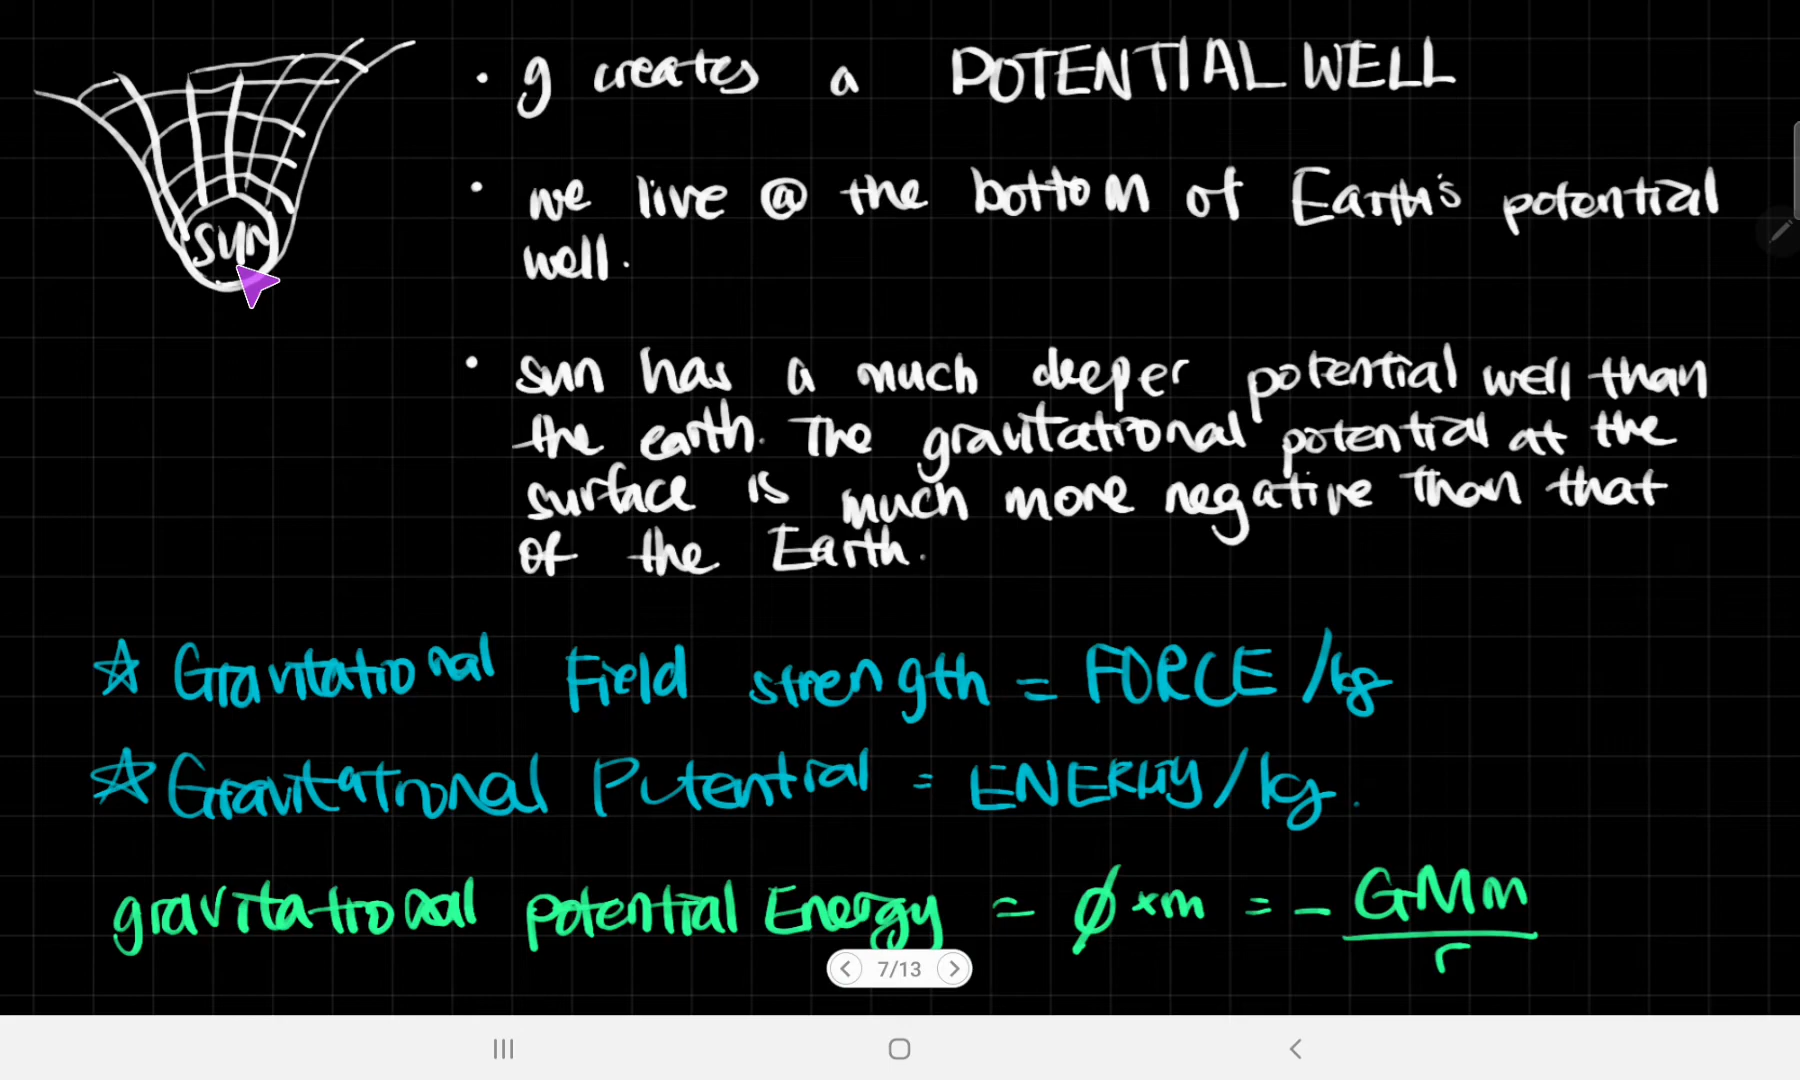 • g creates a POTENTIAL WELL
• we live @ the bottom of Earth's potential
well.
SUN
• sun has a much deeper potential well than
the earth. The gravitational potential at the
surface is much more negative than that
of the Earth.
☆ Gravitational Field strength = FORCE/kg
☆ Gravitational Potential = ENERGY/kg.
gravitational potential Energy = ϕ × m = - GMm
r
7/13